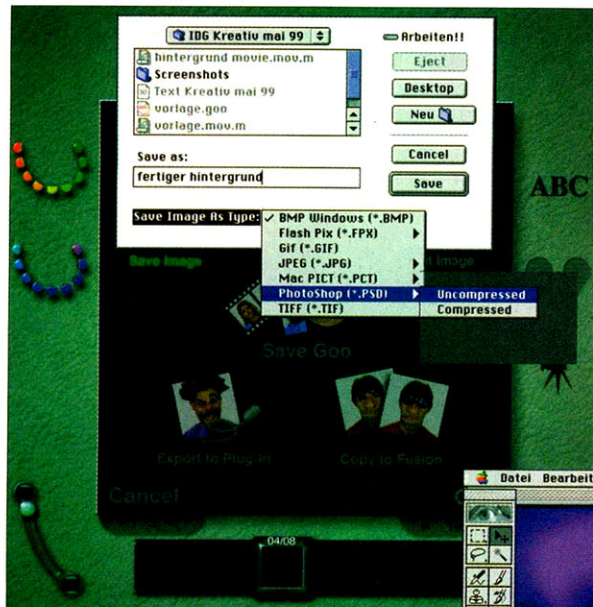 IDG Kreativ mai 99
Arbeiten!!
hintergrund movie.mov.m
Screenshots
Text Kreativ mai 99
vorlage.goo
vorlage.mov.m
Eject
Desktop
Neu
Save as:
Cancel
fertiger hintergrund
Save
ABC
Save Image As Type:
✓ BMP Windows (*.BMP)
Flash Pix (*.FPX)
Gif (*.GIF)
JPEG (*.JPG)
Mac PICT (*.PCT)
PhotoShop (*.PSD)
Uncompressed
TIFF (*.TIF)
Compressed
Save Image
Image
Save Goo
Export to Plug-In
Copy to Fusion
Datei Bearbeit
Cancel
04/08